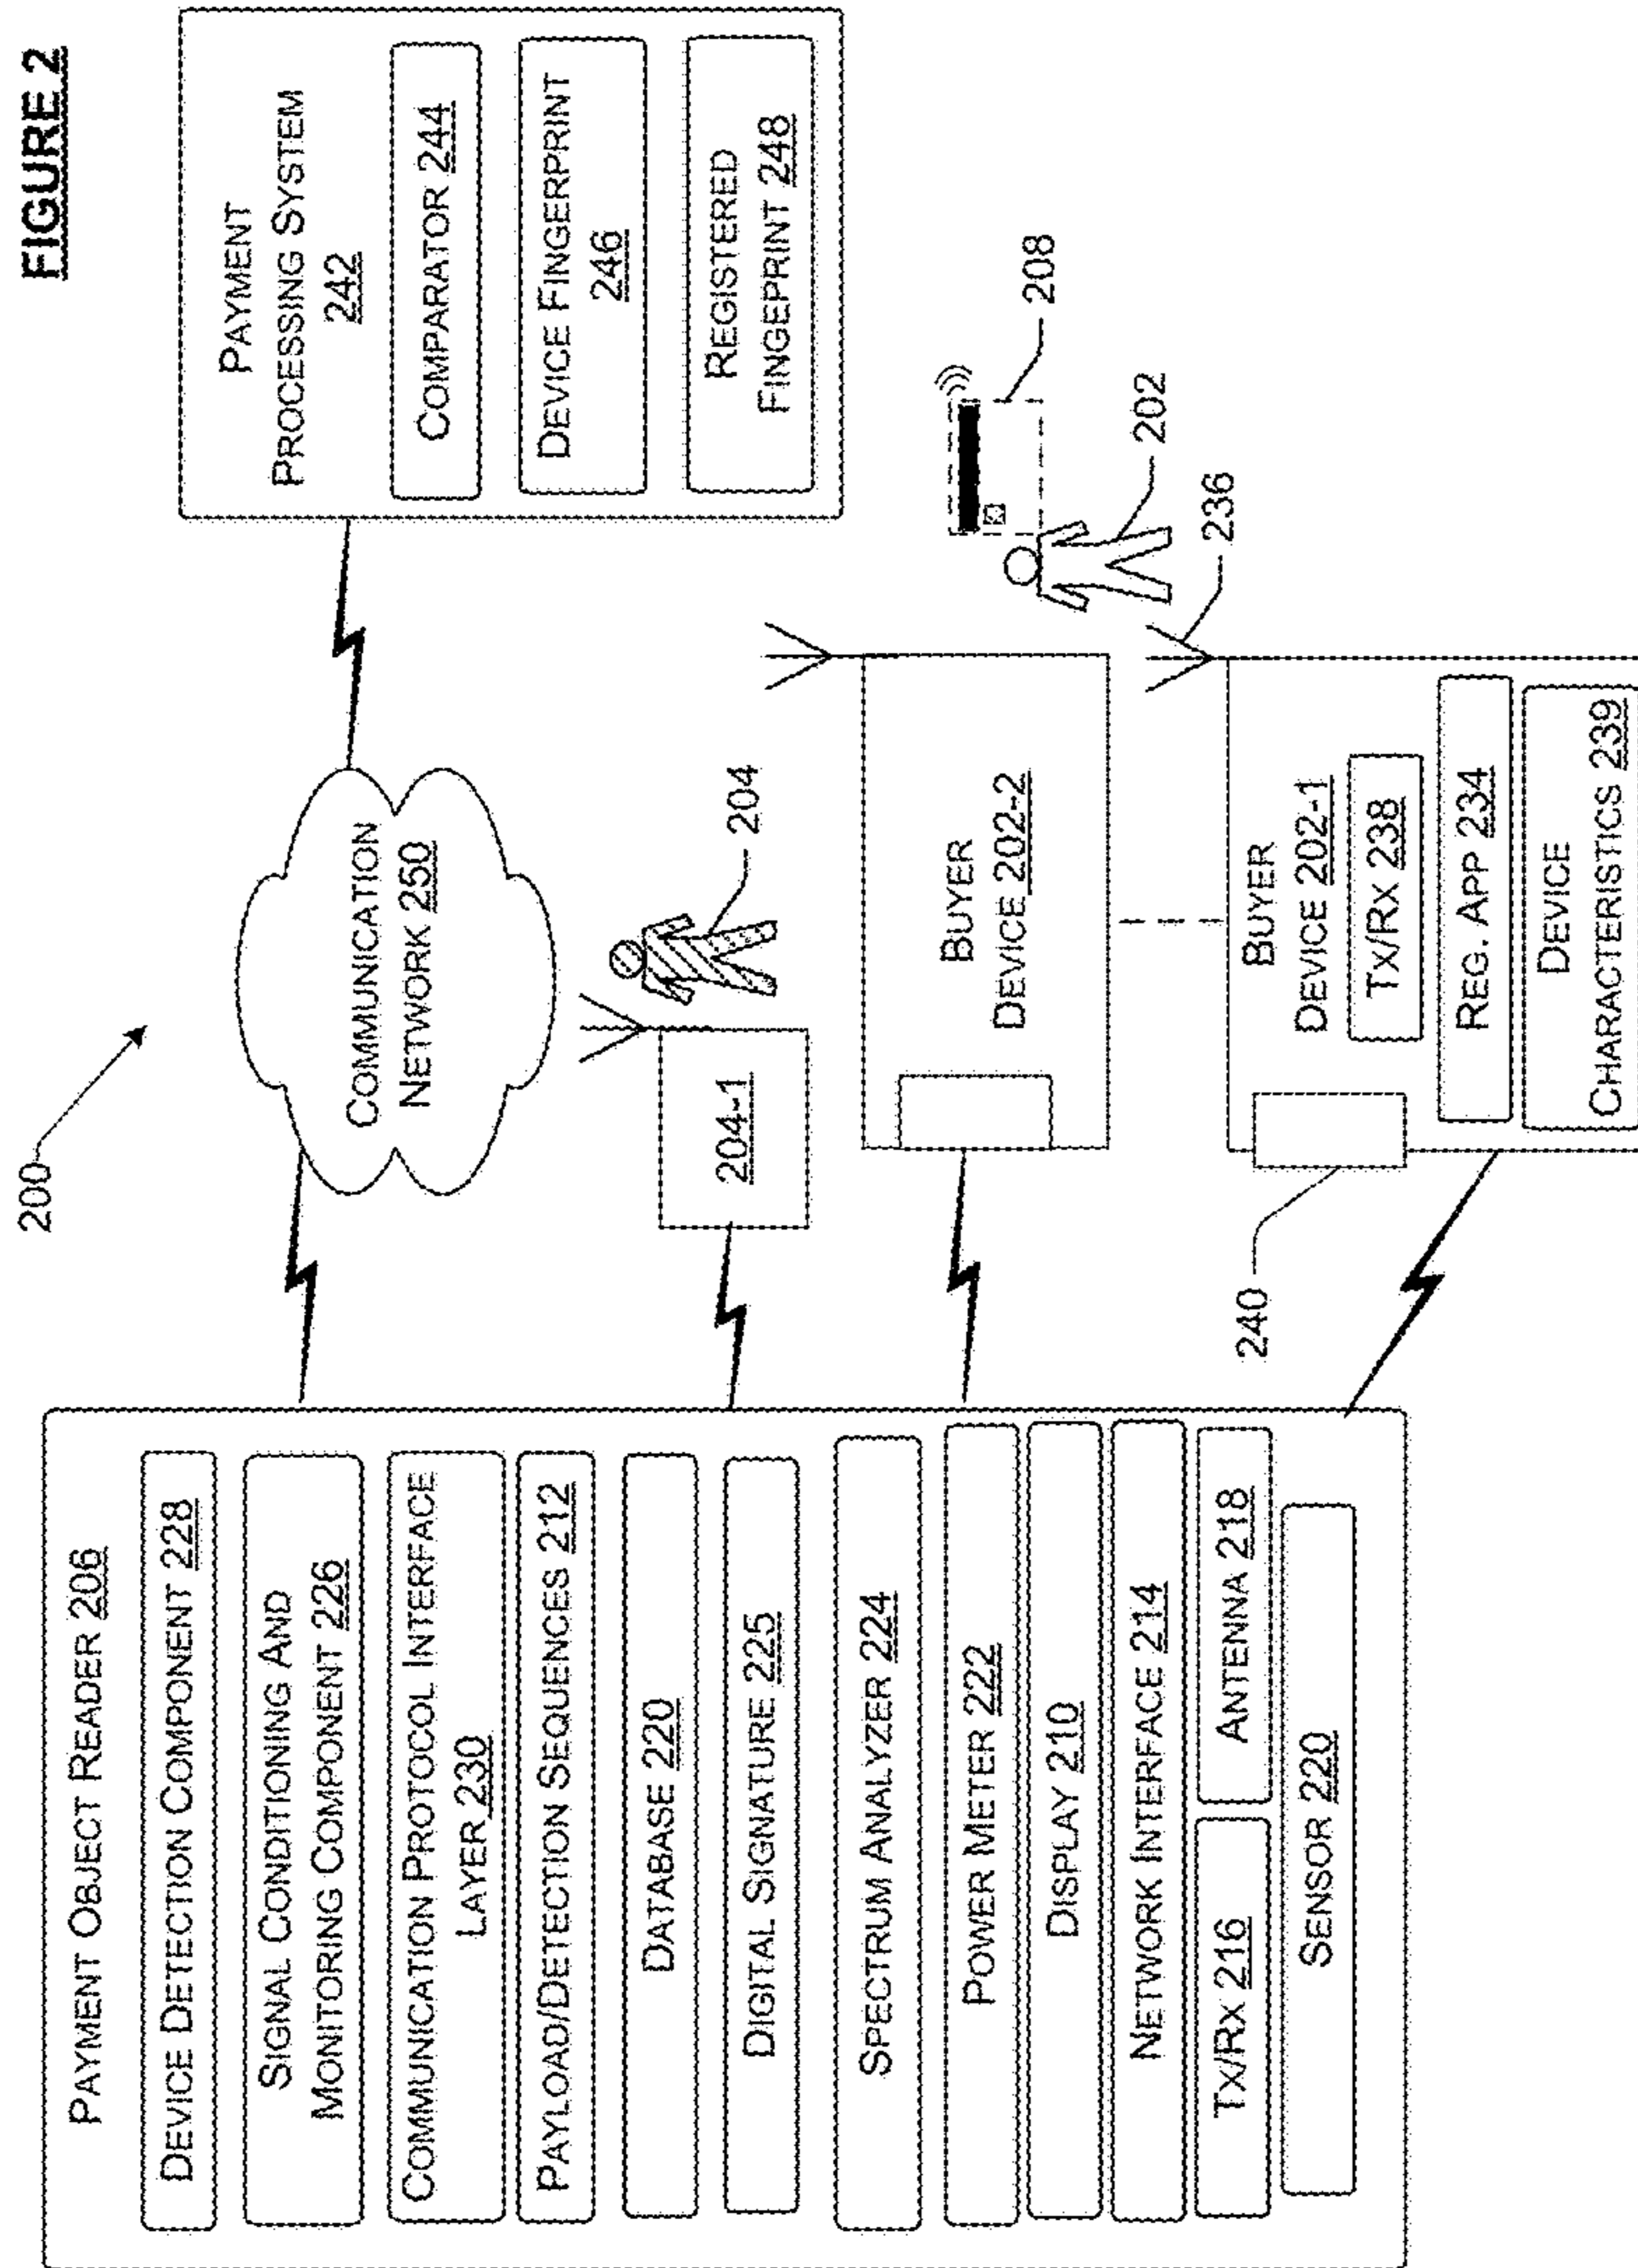 FIGURE 2
200
PAYMENT OBJECT READER 206
DEVICE DETECTION COMPONENT 228
SIGNAL CONDITIONING AND
MONITORING COMPONENT 226
COMMUNICATION PROTOCOL INTERFACE
LAYER 230
PAYLOAD/DETECTION SEQUENCES 212
DATABASE 220
DIGITAL SIGNATURE 225
SPECTRUM ANALYZER 224
POWER METER 222
DISPLAY 210
NETWORK INTERFACE 214
TX/RX 216
ANTENNA 218
SENSOR 220
COMMUNICATION
NETWORK 250
204-1
204
BUYER
DEVICE 202-2
BUYER
DEVICE 202-1
TX/RX 238
REG. APP 234
DEVICE
CHARACTERISTICS 239
240
236
202
208
PAYMENT
PROCESSING SYSTEM
242
COMPARATOR 244
DEVICE FINGERPRINT
246
REGISTERED
FINGEPRINT 248